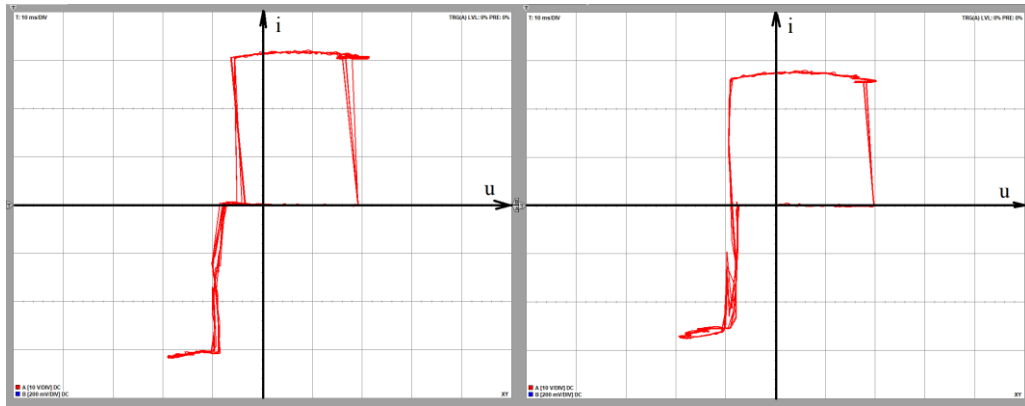 T: 10 ms/DIV
TRG(A) LVL: 0% PRE: 0%
i
u
A [10 V/DIV] DC
B [200 mV/DIV] DC
XY
T: 10 ms/DIV
TRG(A) LVL: 0% PRE: 0%
i
u
A [10 V/DIV] DC
B [200 mV/DIV] DC
XY